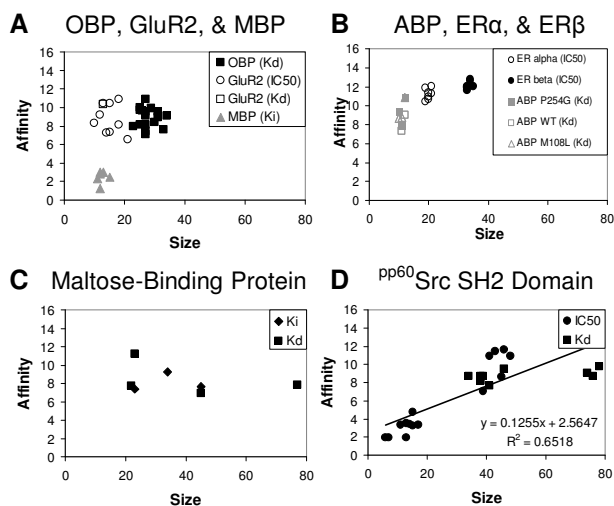 A OBP, GluR2, & MBP
Affinity
16
14
12
10
8
6
4
2
0
0 20 40 60 80
Size
OBP (Kd)
GluR2 (IC50)
GluR2 (Kd)
MBP (Ki)
B ABP, ERα, & ERβ
Affinity
16
14
12
10
8
6
4
2
0
0 20 40 60 80
Size
ER alpha (IC50)
ER beta (IC50)
ABP P254G (Kd)
ABP WT (Kd)
ABP M108L (Kd)
C Maltose-Binding Protein
Affinity
16
14
12
10
8
6
4
2
0
0 20 40 60 80
Size
Ki
Kd
D pp60Src SH2 Domain
Affinity
16
14
12
10
8
6
4
2
0
0 20 40 60 80
Size
IC50
Kd
y = 0.1255x + 2.5647
R² = 0.6518